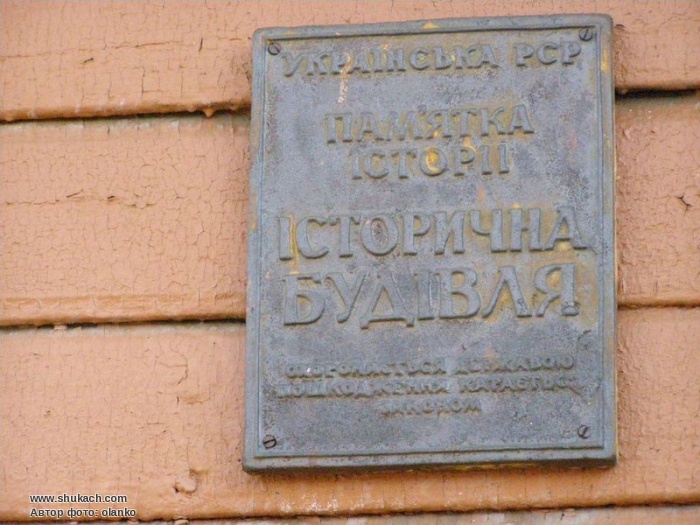 УКРАЇНСЬКА РСР
ПАМ'ЯТКА
ІСТОРІЇ
ІСТОРИЧНА
БУДІВЛЯ
ОХОРОНЯЄТЬСЯ ДЕРЖАВОЮ
ПОШКОДЖЕННЯ КАРАЄТЬСЯ
ЗАКОНОМ
www.shukach.com
Автор фото: olanko